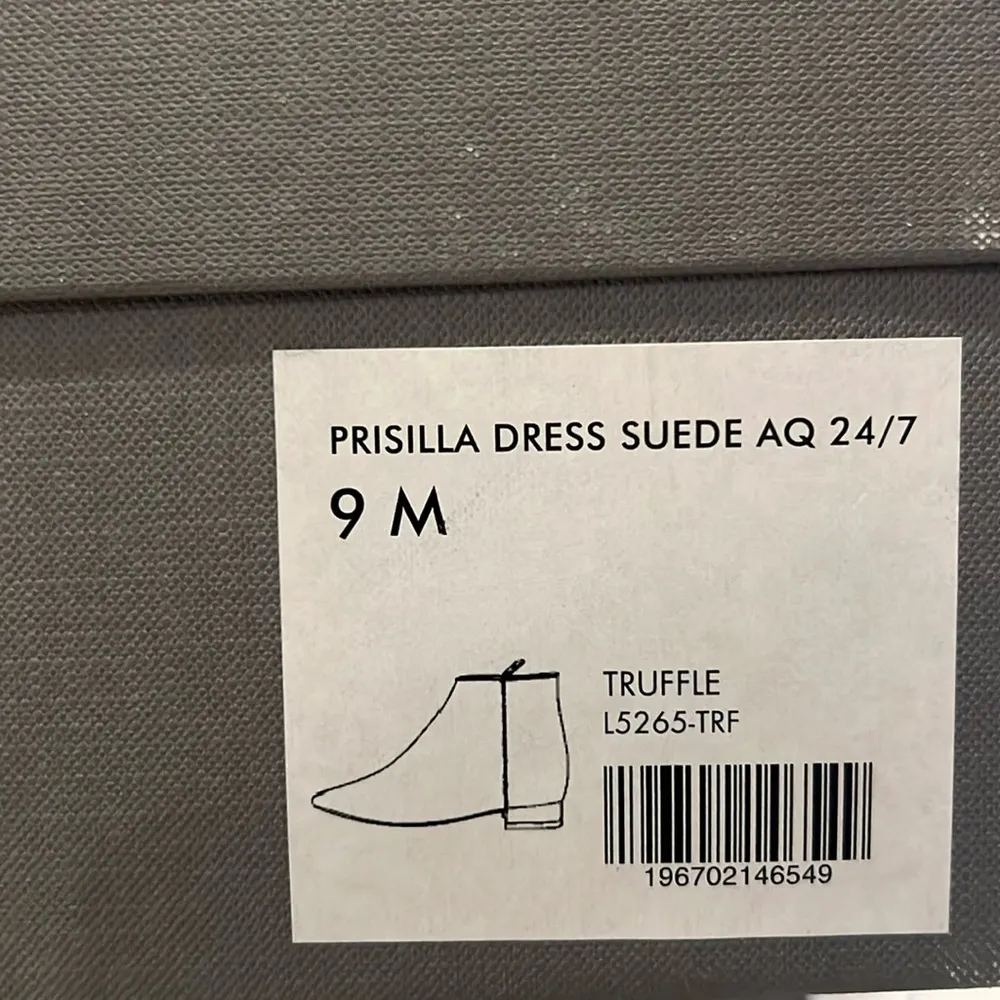 PRISILLA DRESS SUEDE AQ 24/7
9 M
TRUFFLE
L5265-TRF
196702146549